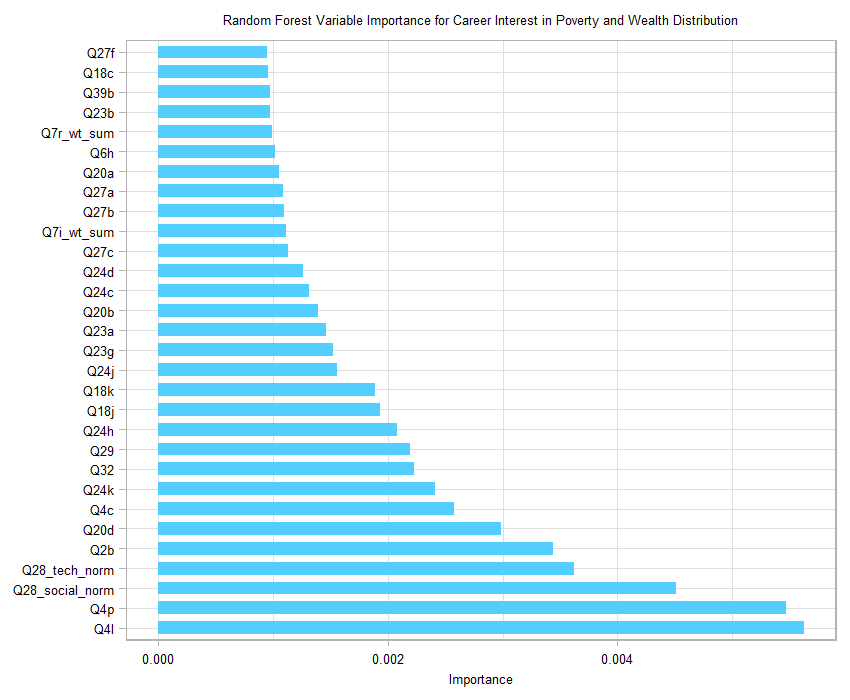 Random Forest Variable Importance for Career Interest in Poverty and Wealth Distribution
Q27f
Q18c
Q39b
Q23b
Q7r_wt_sum
Q6h
Q20a
Q27a
Q27b
Q7i_wt_sum
Q27c
Q24d
Q24c
Q20b
Q23a
Q23g
Q24j
Q18k
Q18j
Q24h
Q29
Q32
Q24k
Q4c
Q20d
Q2b
Q28_tech_norm
Q28_social_norm
Q4p
Q4l
0.000 0.002 0.004
Importance